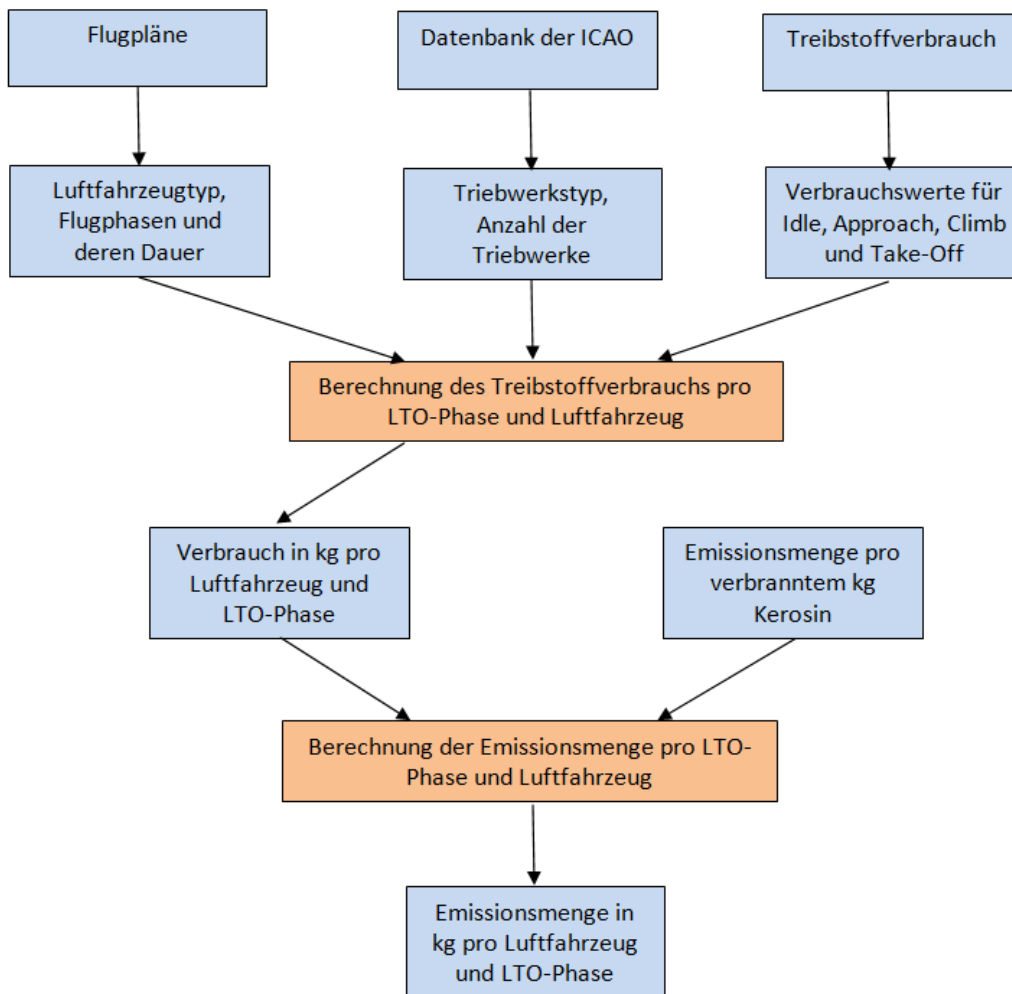 Flugpläne
Datenbank der ICAO
Treibstoffverbrauch
Luftfahrzeugtyp,
Flugphasen und
deren Dauer
Triebwerkstyp,
Anzahl der
Triebwerke
Verbrauchswerte für
Idle, Approach, Climb
und Take-Off
Berechnung des Treibstoffverbrauchs pro
LTO-Phase und Luftfahrzeug
Verbrauch in kg pro
Luftfahrzeug und
LTO-Phase
Emissionsmenge pro
verbranntem kg
Kerosin
Berechnung der Emissionsmenge pro LTO-
Phase und Luftfahrzeug
Emissionsmenge in
kg pro Luftfahrzeug
und LTO-Phase